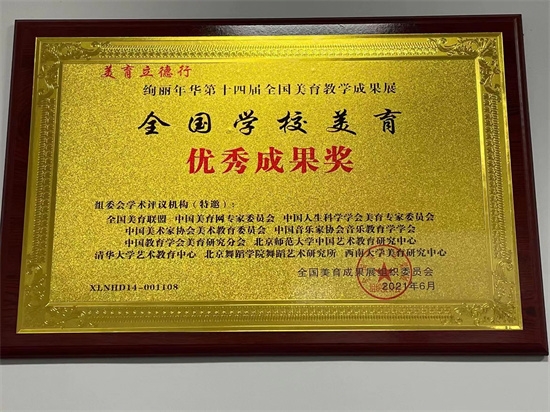 美育立德行
绚丽年华第十四届全国美育教学成果展
全国学校美育
优秀成果奖
组委会学术评议机构（特邀）：
全国美育联盟 中国美育网专家委员会 中国人生科学学会美育专家委员会
中国美术家协会美术教育委员会 中国音乐家协会音乐教育学学会
中国教育学会美育研究分会 北京师范大学中国艺术教育研究中心
清华大学艺术教育中心 北京舞蹈学院舞蹈艺术研究所 西南大学美育研究中心
全国美育成果展组织委员会
XLNHD14-001108
2021年6月